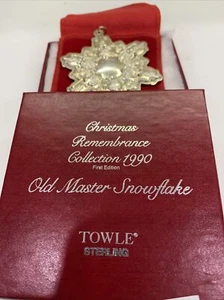 Christmas
Remembrance
Collection 1990
First Edition
Old Master Snowflake
TOWLE®
STERLING